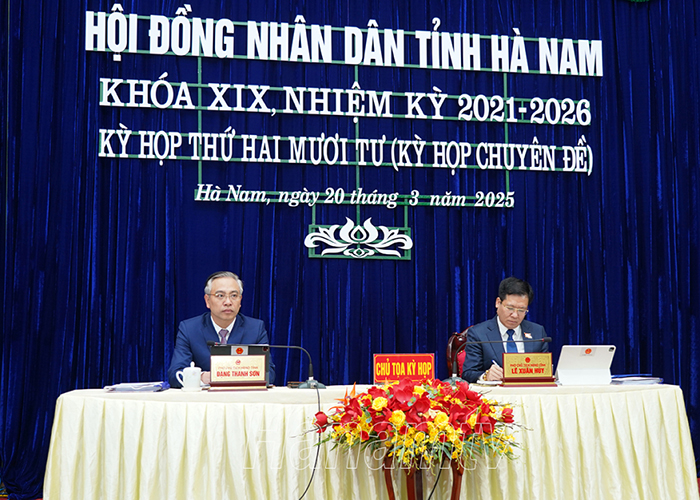 HỘI ĐỒNG NHÂN DÂN TỈNH HÀ NAM
KHÓA XIX, NHIỆM KỲ 2021-2026
KỲ HỌP THỨ HAI MƯƠI TƯ (KỲ HỌP CHUYÊN ĐỀ)
Hà Nam, ngày 20 tháng 3 năm 2025
ĐẶNG THANH SƠN
CHỦ TỌA KỲ HỌP
LÊ XUÂN HUY